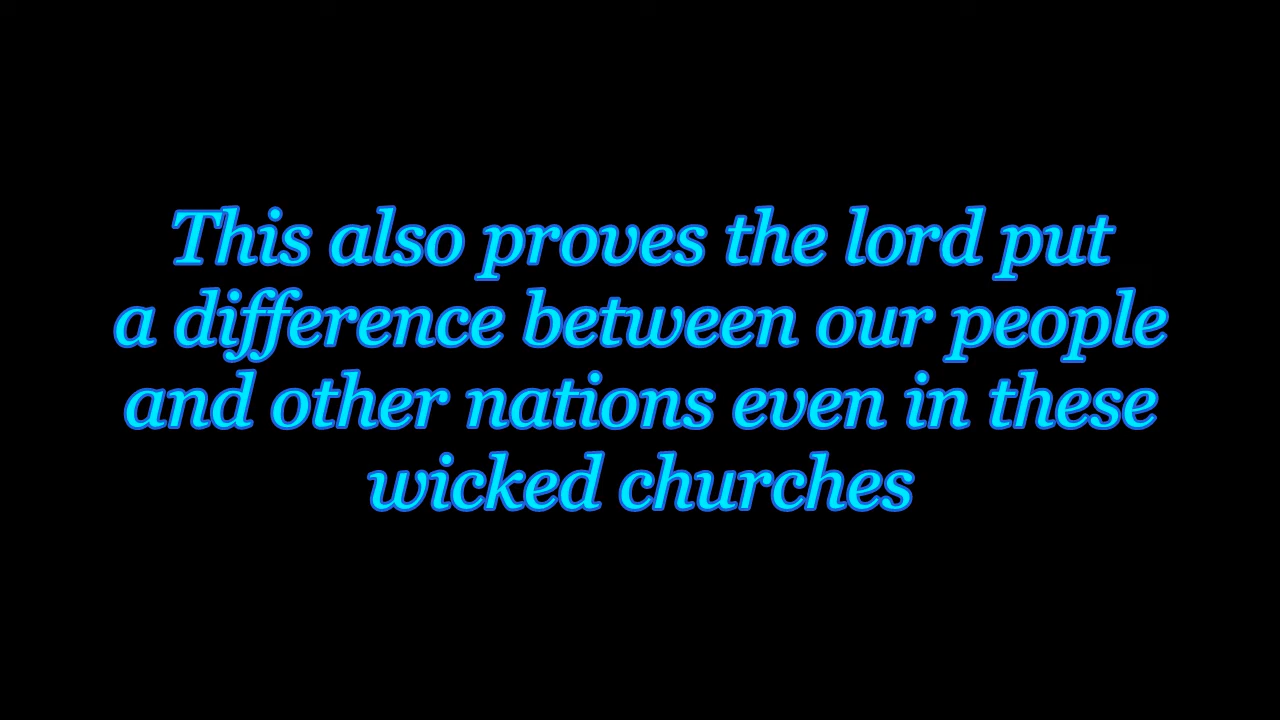 This also proves the lord put
a difference between our people
and other nations even in these
wicked churches